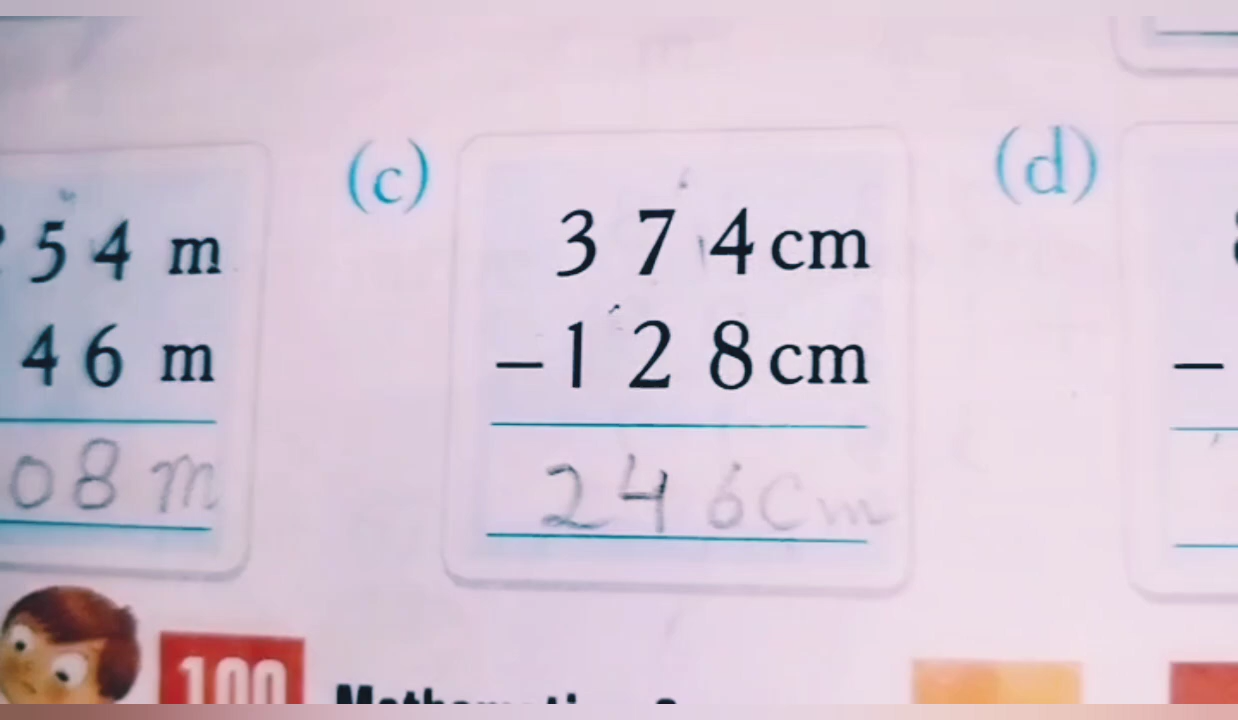 (c)
(d)
5 4 m
3 7 4 cm
4 6 m
– 1 2 8 cm
–
0 8 m
2 4 6 cm
100